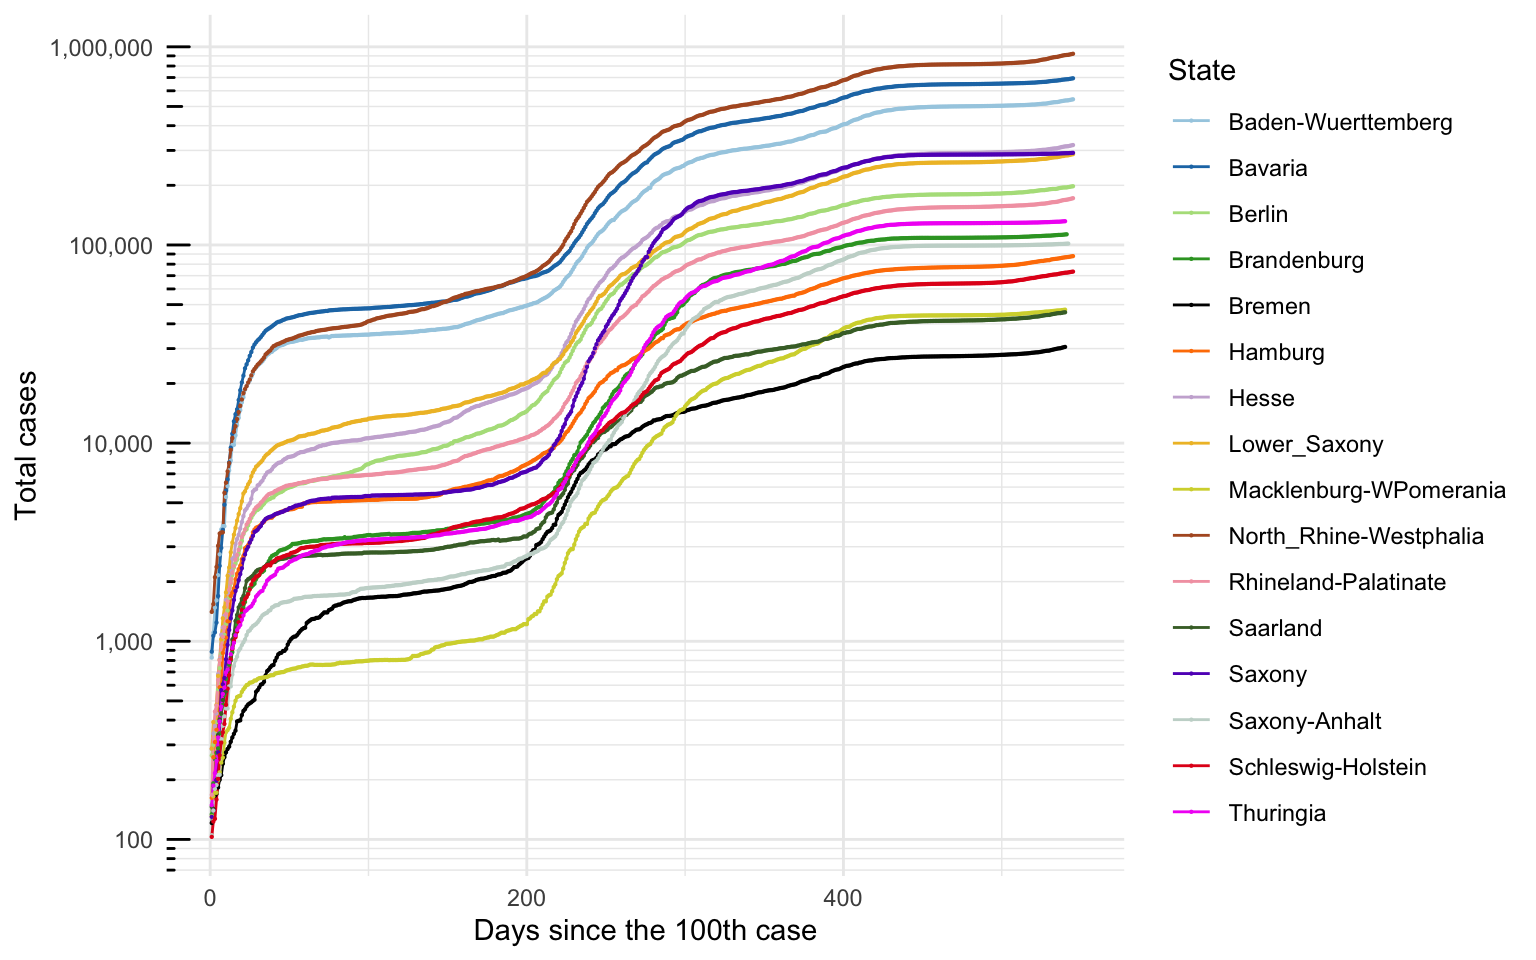 1,000,000
100,000
10,000
1,000
100
Total cases
0
200
400
Days since the 100th case
State
Baden-Wuerttemberg
Bavaria
Berlin
Brandenburg
Bremen
Hamburg
Hesse
Lower_Saxony
Macklenburg-WPomerania
North_Rhine-Westphalia
Rhineland-Palatinate
Saarland
Saxony
Saxony-Anhalt
Schleswig-Holstein
Thuringia